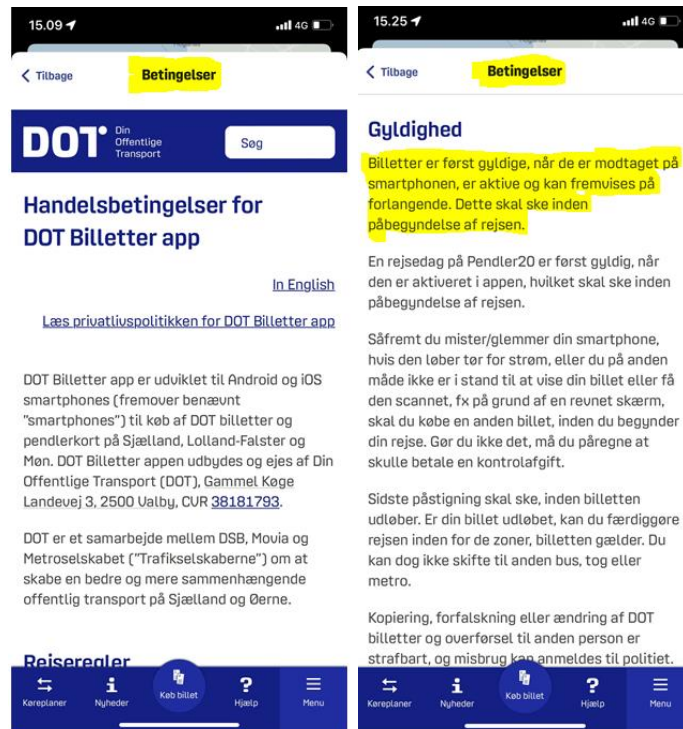 15.09
4G
Tilbage
Betingelser
DOT
Din
Offentlige
Transport
Søg
Handelsbetingelser for
DOT Billetter app
In English
Læs privatlivspolitikken for DOT Billetter app
DOT Billetter app er udviklet til Android og iOS
smartphones (fremover benævnt
"smartphones") til køb af DOT billetter og
pendlerkort på Sjælland, Lolland-Falster og
Møn. DOT Billetter appen udbydes og ejes af Din
Offentlige Transport (DOT), Gammel Køge
Landevej 3, 2500 Valby, CVR 38181793.
DOT er et samarbejde mellem DSB, Movia og
Metroselskabet ("Trafikselskaberne") om at
skabe en bedre og mere sammenhængende
offentlig transport på Sjælland og Øerne.
Rejseregler
Køreplaner
Nyheder
Køb billet
Hjælp
Menu
15.25
4G
Tilbage
Betingelser
Gyldighed
Billetter er først gyldige, når de er modtaget på
smartphonen, er aktive og kan fremvises på
forlangende. Dette skal ske inden
påbegyndelse af rejsen.
En rejsedag på Pendler20 er først gyldig, når
den er aktiveret i appen, hvilket skal ske inden
påbegyndelse af rejsen.
Såfremt du mister/glemmer din smartphone,
hvis den løber tør for strøm, eller du på anden
måde ikke er i stand til at vise din billet eller få
den scannet, fx på grund af en revnet skærm,
skal du købe en anden billet, inden du begynder
din rejse. Gør du ikke det, må du påregne at
skulle betale en kontrolafgift.
Sidste påstigning skal ske, inden billetten
udløber. Er din billet udløbet, kan du færdiggøre
rejsen inden for de zoner, billetten gælder. Du
kan dog ikke skifte til anden bus, tog eller
metro.
Kopiering, forfalskning eller ændring af DOT
billetter og overførsel til anden person er
strafbart, og misbrug kan anmeldes til politiet.
Køreplaner
Nyheder
Køb billet
Hjælp
Menu